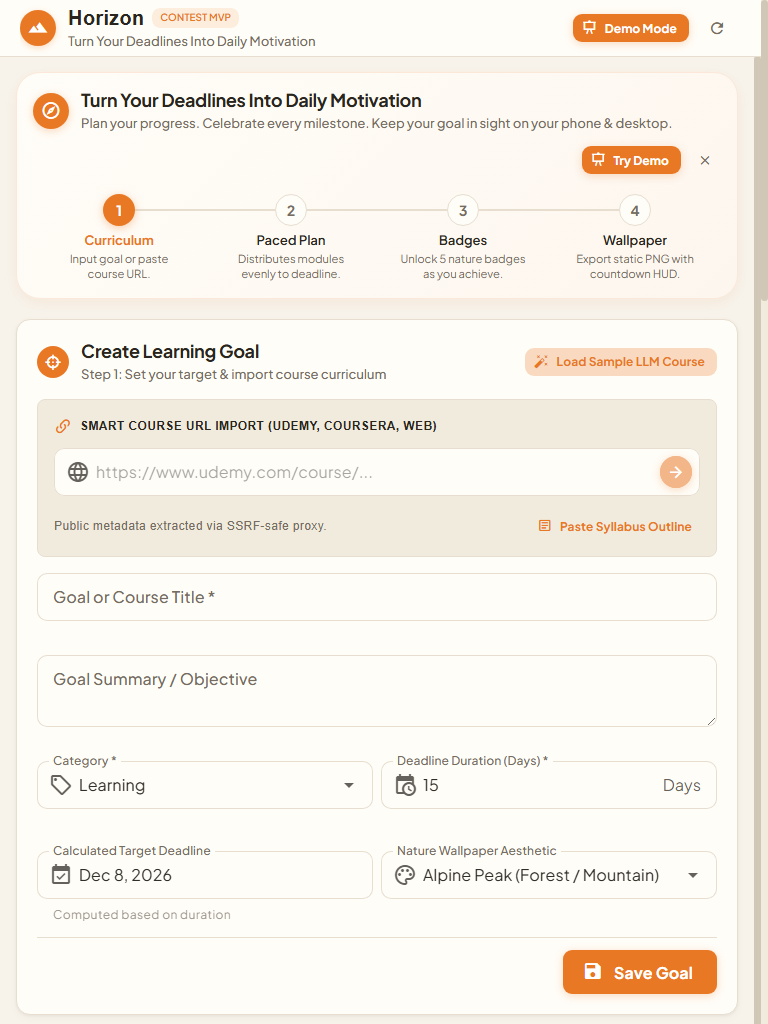 Horizon CONTEST MVP
Turn Your Deadlines Into Daily Motivation
Demo Mode
Turn Your Deadlines Into Daily Motivation
Plan your progress. Celebrate every milestone. Keep your goal in sight on your phone & desktop.
Try Demo
1
Curriculum
Input goal or paste
course URL.
2
Paced Plan
Distributes modules
evenly to deadline.
3
Badges
Unlock 5 nature badges
as you achieve.
4
Wallpaper
Export static PNG with
countdown HUD.
Create Learning Goal
Step 1: Set your target & import course curriculum
Load Sample LLM Course
SMART COURSE URL IMPORT (UDEMY, COURSERA, WEB)
https://www.udemy.com/course/...
Public metadata extracted via SSRF-safe proxy.
Paste Syllabus Outline
Goal or Course Title *
Goal Summary / Objective
Category *
Learning
Deadline Duration (Days) *
15 Days
Calculated Target Deadline
Dec 8, 2026
Computed based on duration
Nature Wallpaper Aesthetic
Alpine Peak (Forest / Mountain)
Save Goal